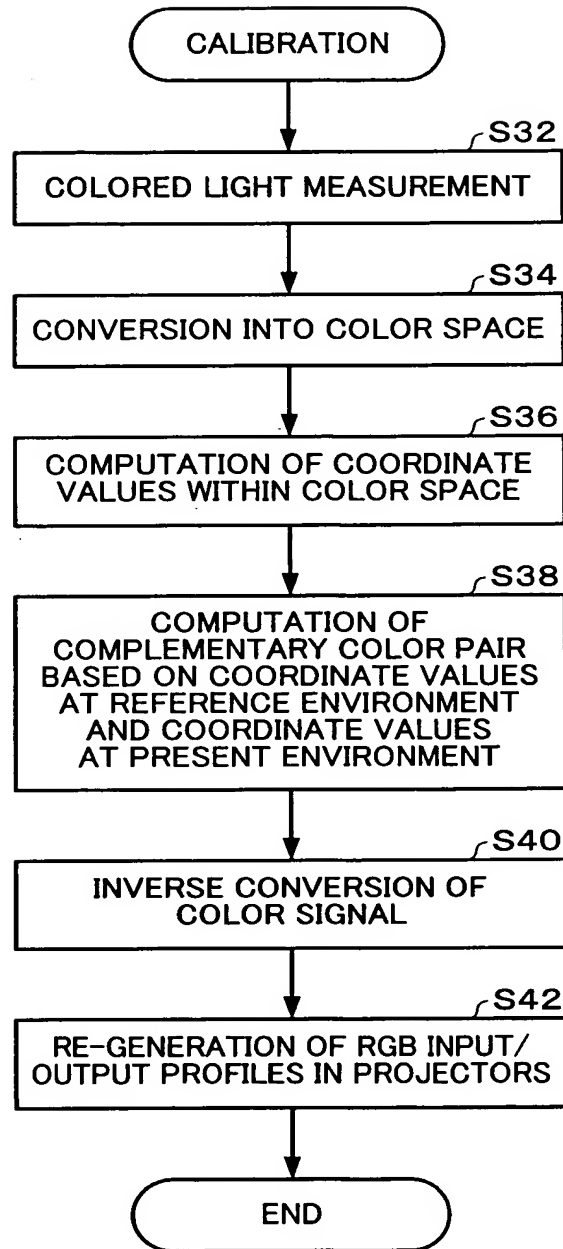 CALIBRATION
S32
COLORED LIGHT MEASUREMENT
S34
CONVERSION INTO COLOR SPACE
S36
COMPUTATION OF COORDINATE
VALUES WITHIN COLOR SPACE
S38
COMPUTATION OF
COMPLEMENTARY COLOR PAIR
BASED ON COORDINATE VALUES
AT REFERENCE ENVIRONMENT
AND COORDINATE VALUES
AT PRESENT ENVIRONMENT
S40
INVERSE CONVERSION OF
COLOR SIGNAL
S42
RE-GENERATION OF RGB INPUT/
OUTPUT PROFILES IN PROJECTORS
END